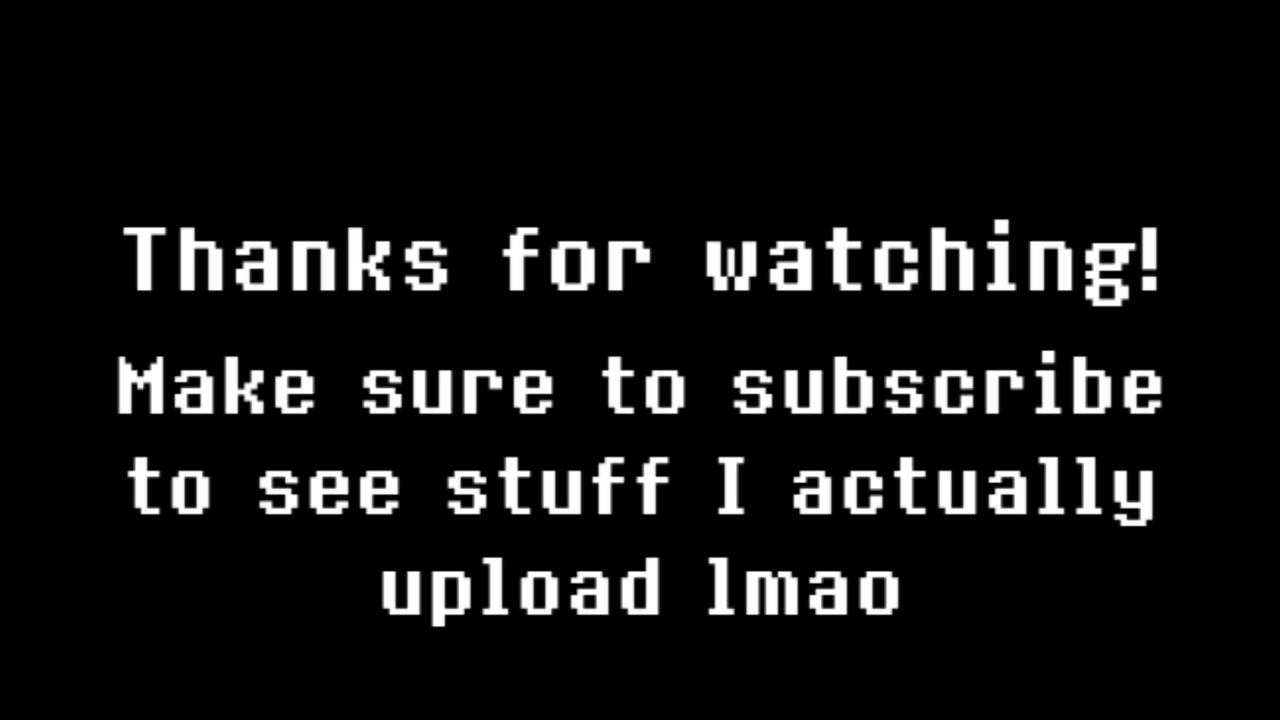 Thanks for watching!
Make sure to subscribe
to see stuff I actually
upload lmao